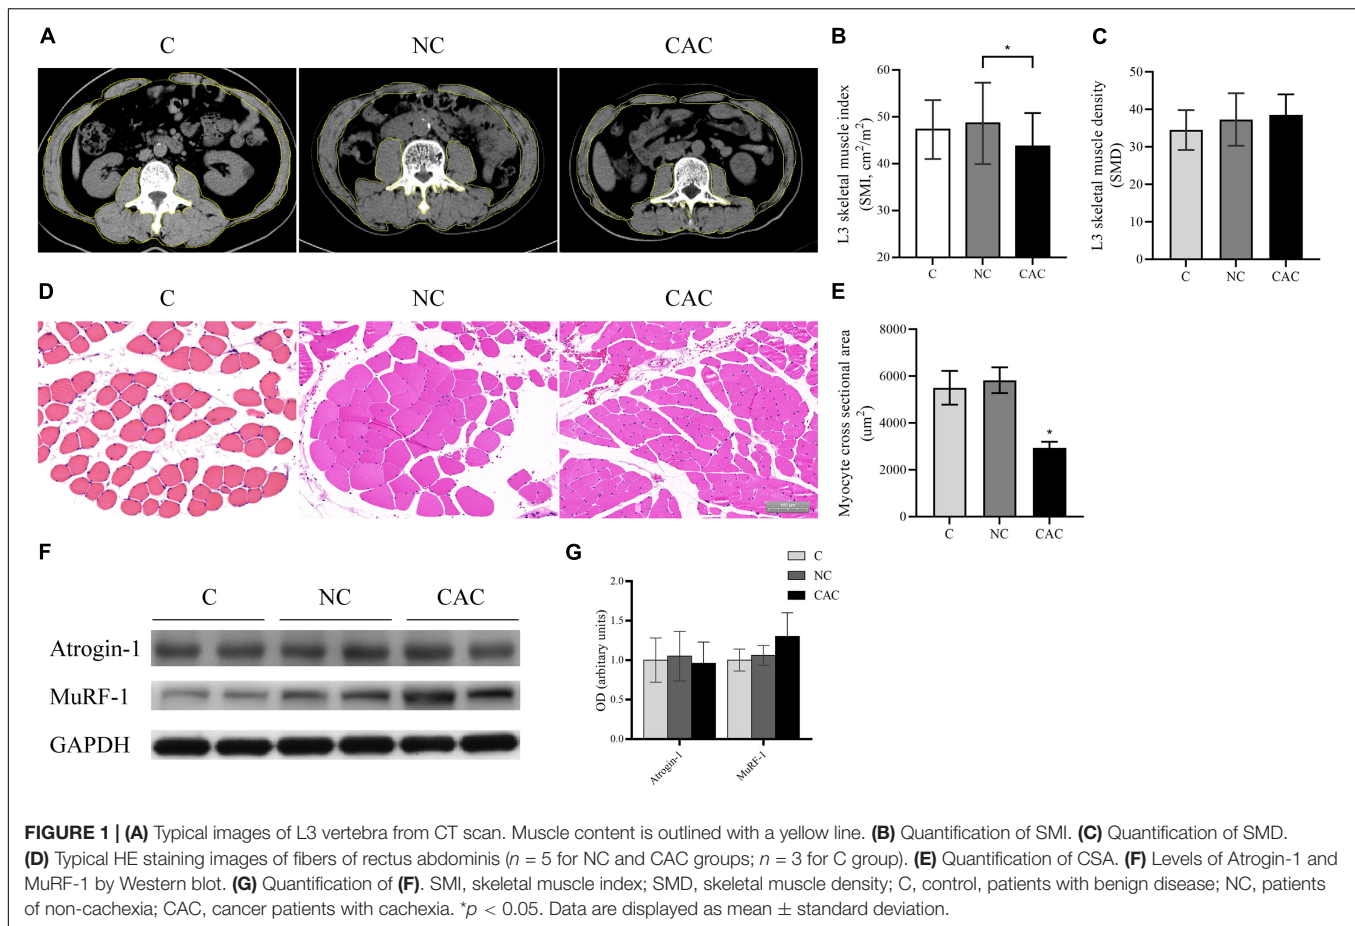 A
C
NC
CAC
B
L3 skeletal muscle index
(SMI, cm²/m²)
60
50
40
30
20
*
C
NC
CAC
C
L3 skeletal muscle density
(SMD)
50
40
30
20
10
0
C
NC
CAC
D
C
NC
CAC
100 µm
E
Myocyte cross sectional area
(um²)
8000
6000
4000
2000
0
*
C
NC
CAC
F
C
NC
CAC
Atrogin-1
MuRF-1
GAPDH
G
C
NC
CAC
OD (arbitary units)
2.0
1.5
1.0
0.5
0.0
Atrogin-1
MuRF-1
FIGURE 1 | (A) Typical images of L3 vertebra from CT scan. Muscle content is outlined with a yellow line. (B) Quantification of SMI. (C) Quantification of SMD.
(D) Typical HE staining images of fibers of rectus abdominis (n = 5 for NC and CAC groups; n = 3 for C group). (E) Quantification of CSA. (F) Levels of Atrogin-1 and
MuRF-1 by Western blot. (G) Quantification of (F). SMI, skeletal muscle index; SMD, skeletal muscle density; C, control, patients with benign disease; NC, patients
of non-cachexia; CAC, cancer patients with cachexia. *p < 0.05. Data are displayed as mean ± standard deviation.